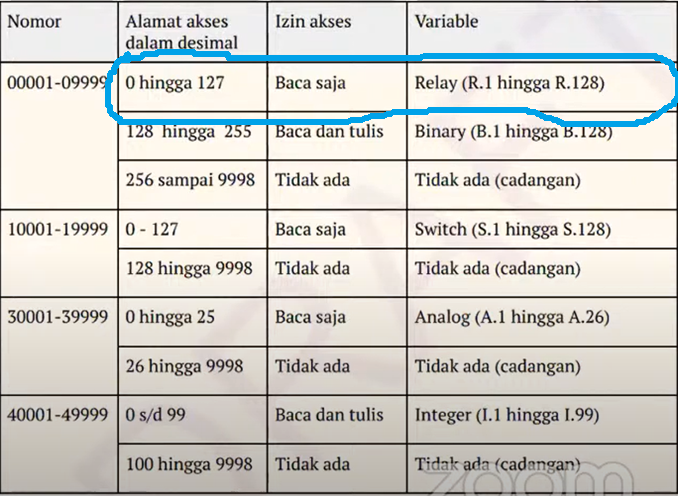 Nomor Alamat akses dalam desimal Izin akses Variable
00001-09999 0 hingga 127 Baca saja Relay (R.1 hingga R.128)
128 hingga 255 Baca dan tulis Binary (B.1 hingga B.128)
256 sampai 9998 Tidak ada Tidak ada (cadangan)
10001-19999 0 - 127 Baca saja Switch (S.1 hingga S.128)
128 hingga 9998 Tidak ada Tidak ada (cadangan)
30001-39999 0 hingga 25 Baca saja Analog (A.1 hingga A.26)
26 hingga 9998 Tidak ada Tidak ada (cadangan)
40001-49999 0 s/d 99 Baca dan tulis Integer (I.1 hingga I.99)
100 hingga 9998 Tidak ada Tidak ada (cadangan)
zoom